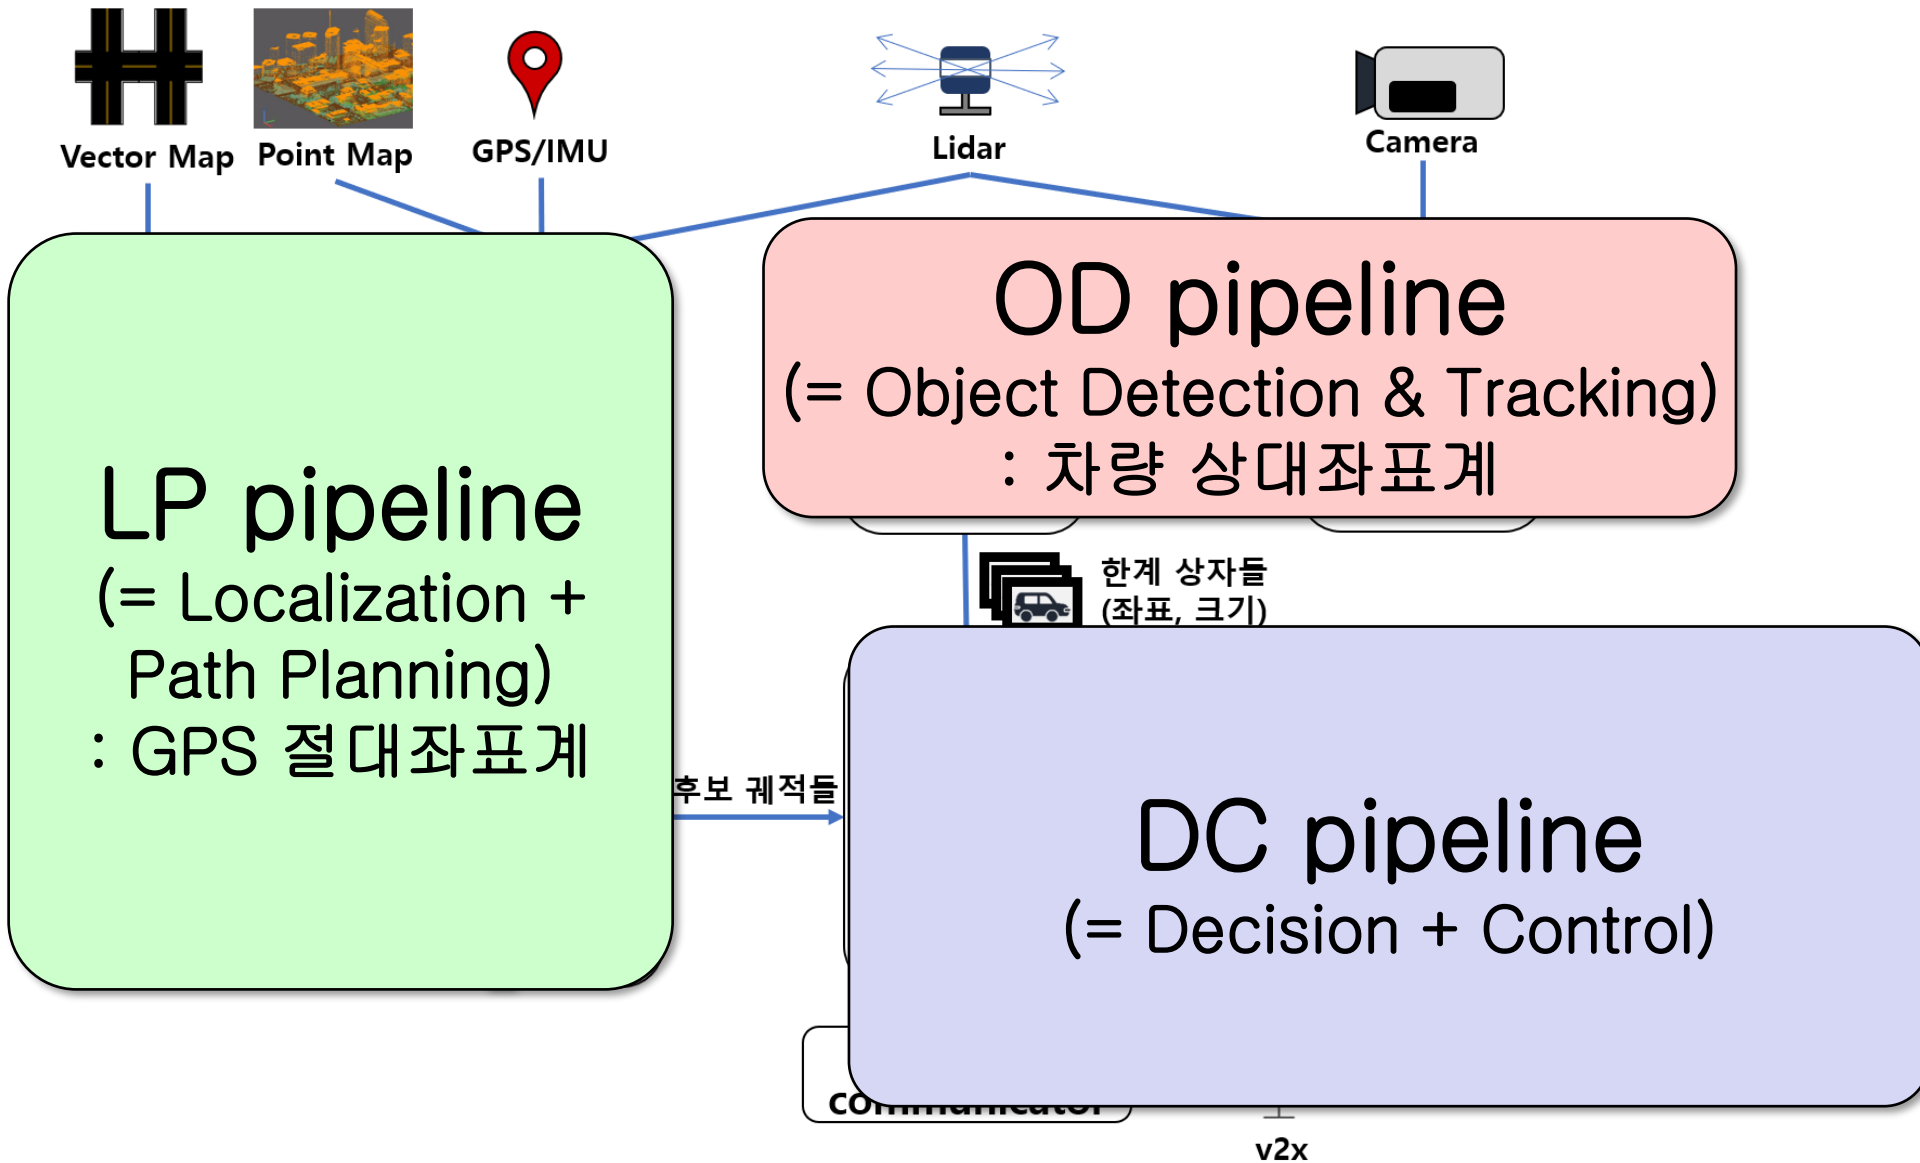 Vector Map
Point Map
GPS/IMU
Lidar
Camera
OD pipeline
(= Object Detection & Tracking)
: 차량 상대좌표계
LP pipeline
(= Localization +
Path Planning)
: GPS 절대좌표계
한계 상자들
(좌표, 크기)
후보 궤적들
DC pipeline
(= Decision + Control)
communicator
v2x